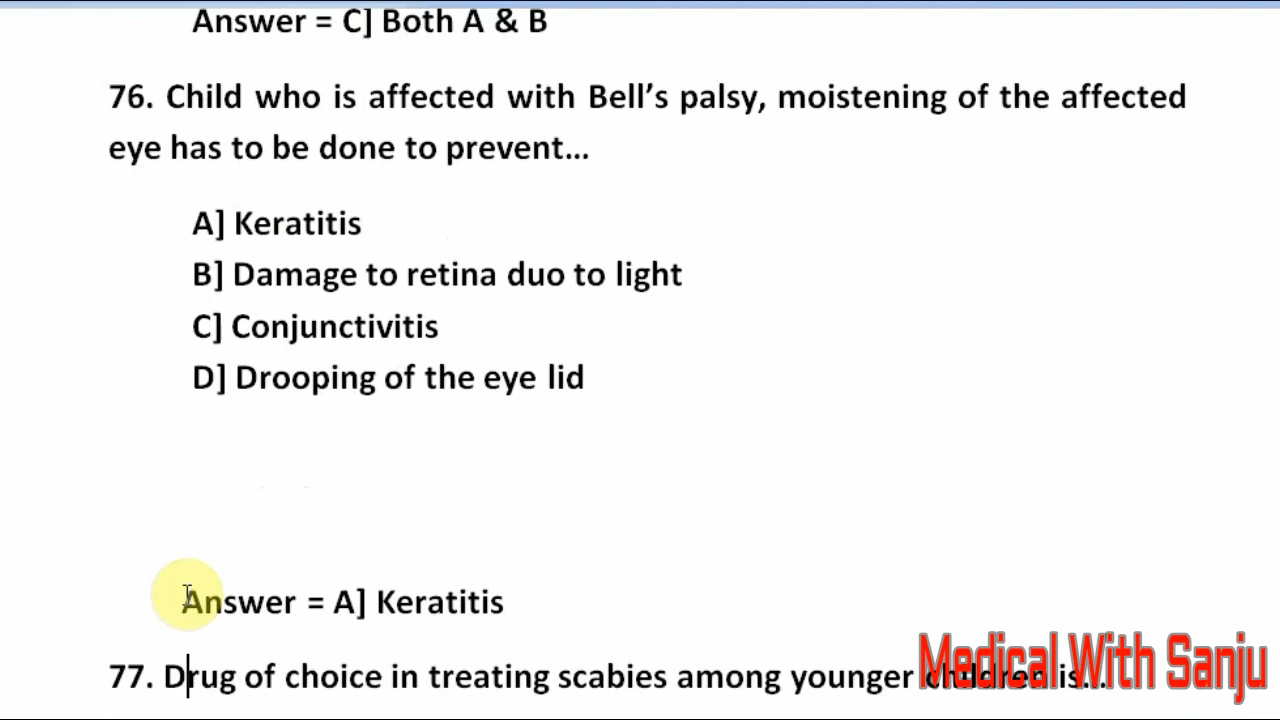 Answer = C] Both A & B
76. Child who is affected with Bell's palsy, moistening of the affected
eye has to be done to prevent...
A] Keratitis
B] Damage to retina duo to light
C] Conjunctivitis
D] Drooping of the eye lid
Answer = A] Keratitis
77. Drug of choice in treating scabies among younger children is...
Medical With Sanju